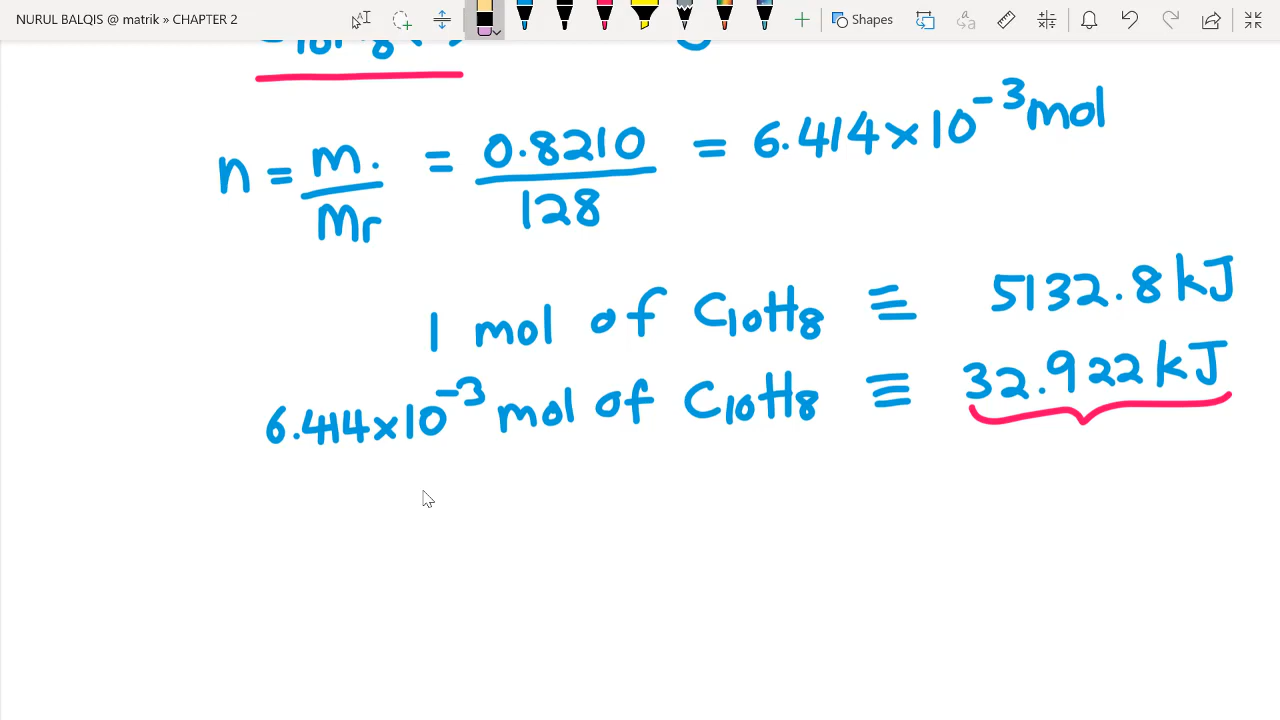 NURUL BALQIS @ matrik » CHAPTER 2
Shapes
n = m. / Mr = 0.8210 / 128 = 6.414 × 10⁻³ mol
1 mol of C₁₀H₈ ≡ 5132.8 kJ
6.414 × 10⁻³ mol of C₁₀H₈ ≡ 32.922 kJ